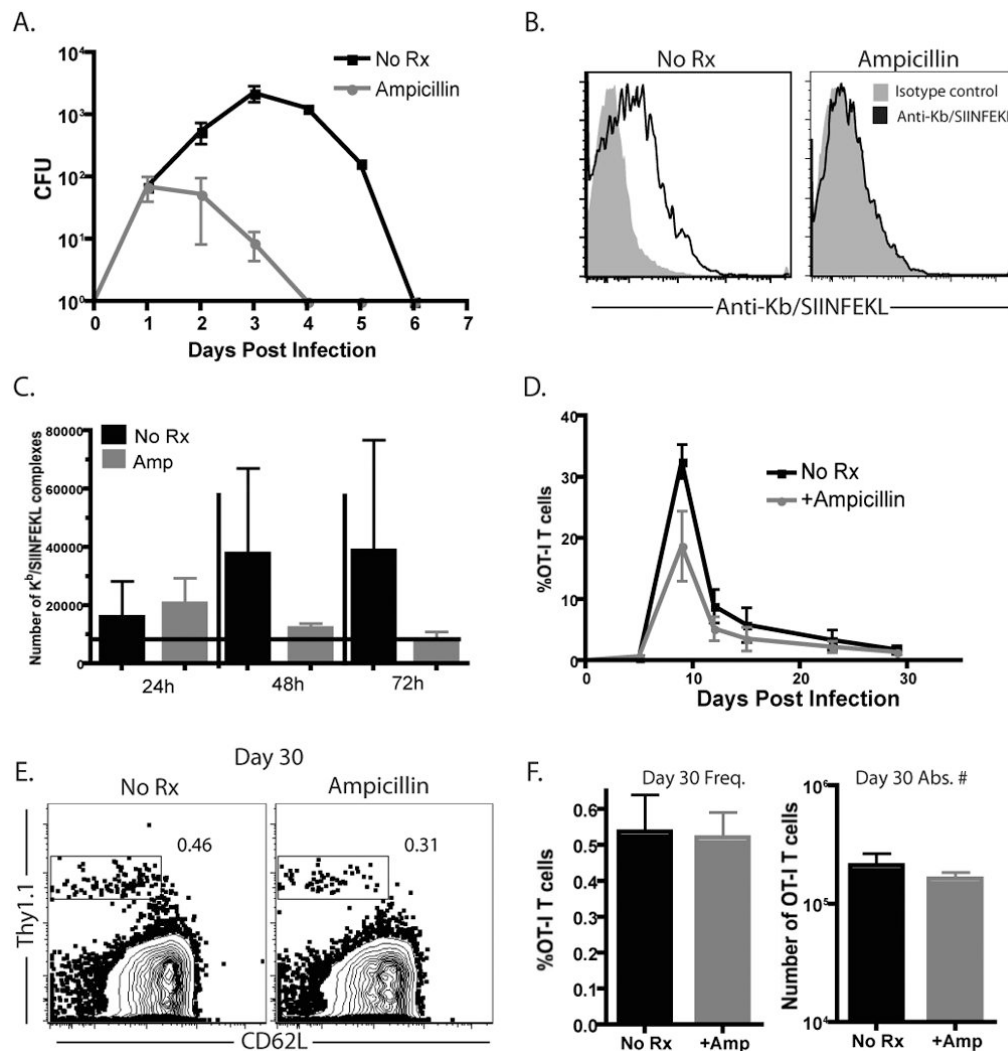 A.
10⁴
10³
10²
10¹
10⁰
CFU
No Rx
Ampicillin
0 1 2 3 4 5 6 7
Days Post Infection
B.
No Rx
Ampicillin
Isotype control
Anti-Kb/SIINFEKL
Anti-Kb/SIINFEKL
C.
Number of Kᵇ/SIINFEKL complexes
80000
60000
40000
20000
0
No Rx
Amp
24h 48h 72h
D.
%OT-I T cells
40
30
20
10
0
No Rx
+Ampicillin
10 20 30
Days Post Infection
E.
Day 30
No Rx
Ampicillin
0.46
0.31
Thy1.1
CD62L
F.
Day 30 Freq.
%OT-I T cells
0.6
0.5
0.4
0.3
0.2
0.1
0.0
No Rx +Amp
Day 30 Abs. #
Number of OT-I T cells
10⁶
10⁵
10⁴
No Rx +Amp